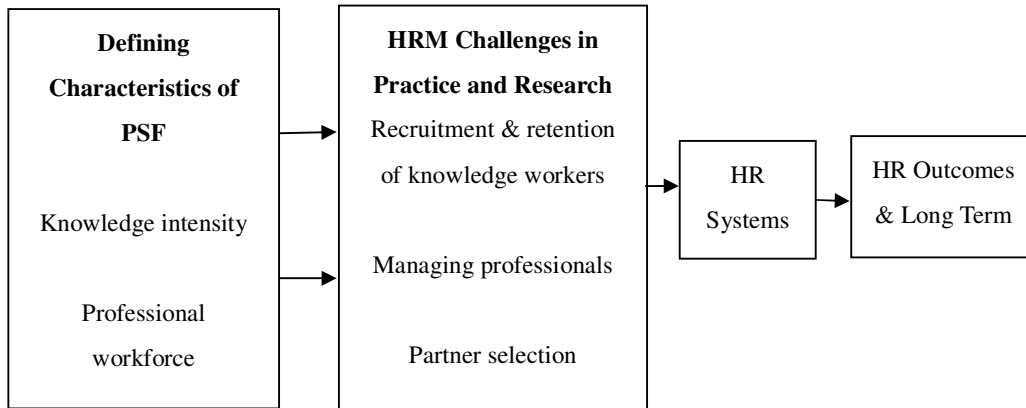 Defining
Characteristics of
PSF
Knowledge intensity
Professional
workforce
HRM Challenges in
Practice and Research
Recruitment & retention
of knowledge workers
Managing professionals
Partner selection
HR
Systems
HR Outcomes
& Long Term